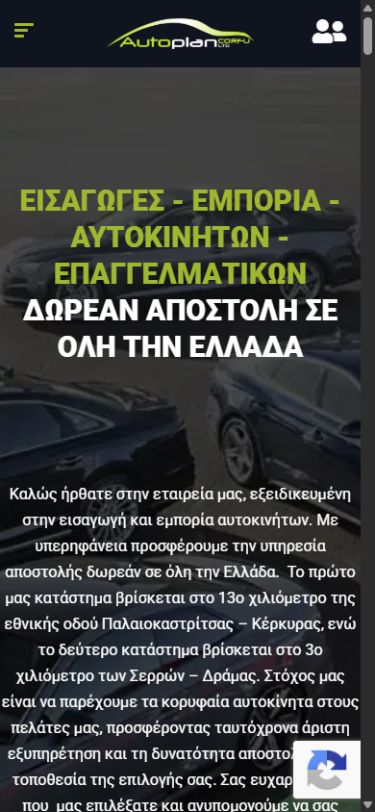 Autoplan
CORFU
LTD
ΕΙΣΑΓΩΓΕΣ - ΕΜΠΟΡΙΑ -
ΑΥΤΟΚΙΝΗΤΩΝ -
ΕΠΑΓΓΕΛΜΑΤΙΚΩΝ
ΔΩΡΕΑΝ ΑΠΟΣΤΟΛΗ ΣΕ
ΟΛΗ ΤΗΝ ΕΛΛΑΔΑ
Καλώς ήρθατε στην εταιρεία μας, εξειδικευμένη
στην εισαγωγή και εμπορία αυτοκινήτων. Με
υπερηφάνεια προσφέρουμε την υπηρεσία
αποστολής δωρεάν σε όλη την Ελλάδα. Το πρώτο
μας κατάστημα βρίσκεται στο 13ο χιλιόμετρο της
εθνικής οδού Παλαιοκαστρίτσας – Κέρκυρας, ενώ
το δεύτερο κατάστημα βρίσκεται στο 3ο
χιλιόμετρο των Σερρών – Δράμας. Στόχος μας
είναι να παρέχουμε τα κορυφαία αυτοκίνητα στους
πελάτες μας, προσφέροντας ταυτόχρονα άριστη
εξυπηρέτηση και τη δυνατότητα
τοποθεσία της επιλογής σας. Σας
που μας επιλέξατε και ανυπομονούμε να σας